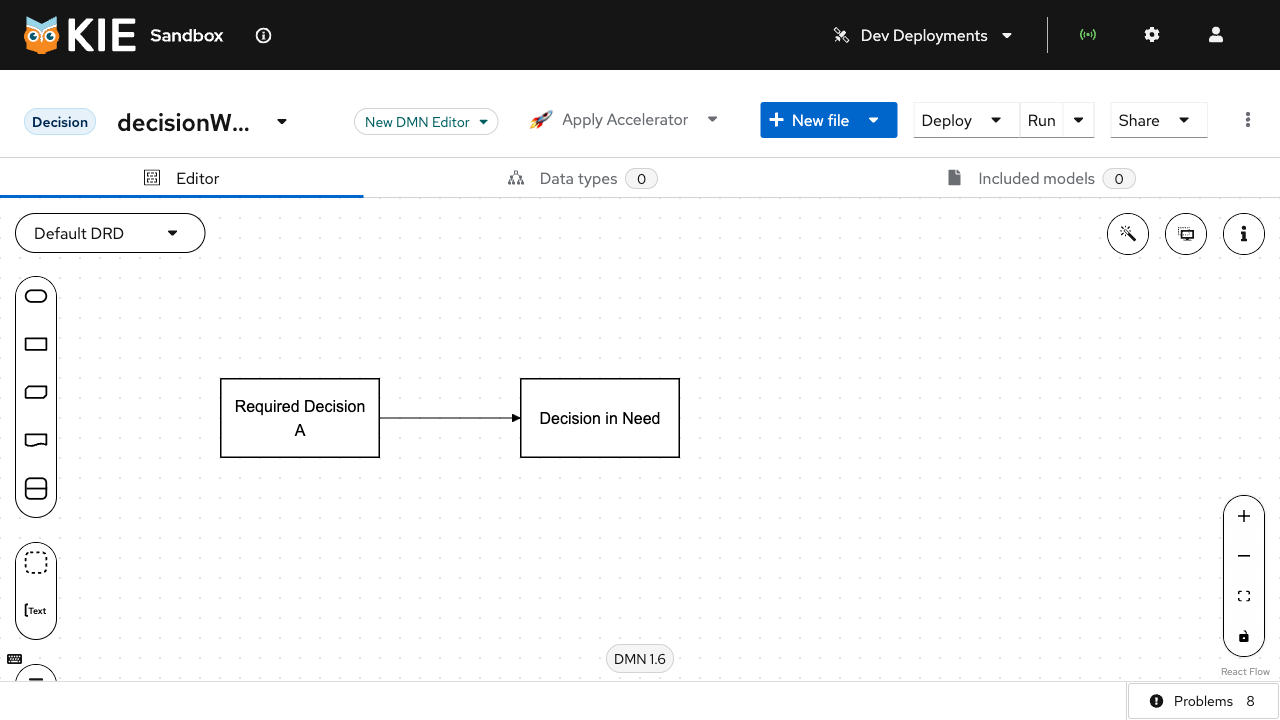 KIE Sandbox
Dev Deployments
Decision
decisionW...
New DMN Editor
Apply Accelerator
New file
Deploy
Run
Share
Editor
Data types 0
Included models 0
Default DRD
Required Decision
A
Decision in Need
Text
DMN 1.6
React Flow
Problems 8